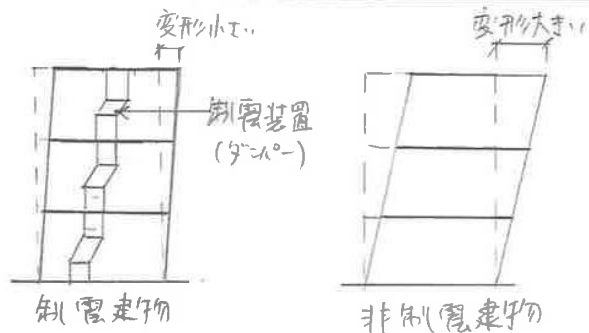 変形小さい
変形大きい
制震装置
(ダンパー)
制震建物
非制震建物